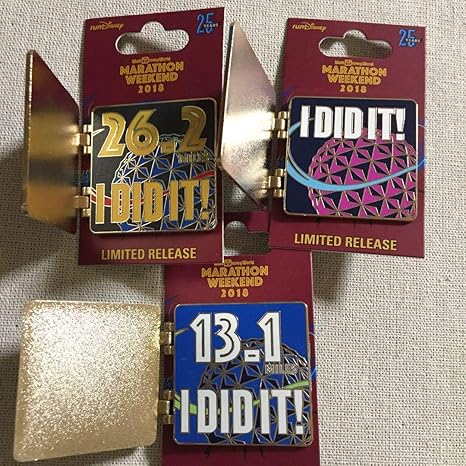 runDisney
25
YEARS
Walt Disney World
MARATHON
WEEKEND
2018
26.2
MILES
I DID IT!
LIMITED RELEASE
runDisney
25
YEARS
Walt Disney World
MARATHON
WEEKEND
2018
I DID IT!
LIMITED RELEASE
Walt Disney World
MARATHON
WEEKEND
2018
13.1
MILES
I DID IT!